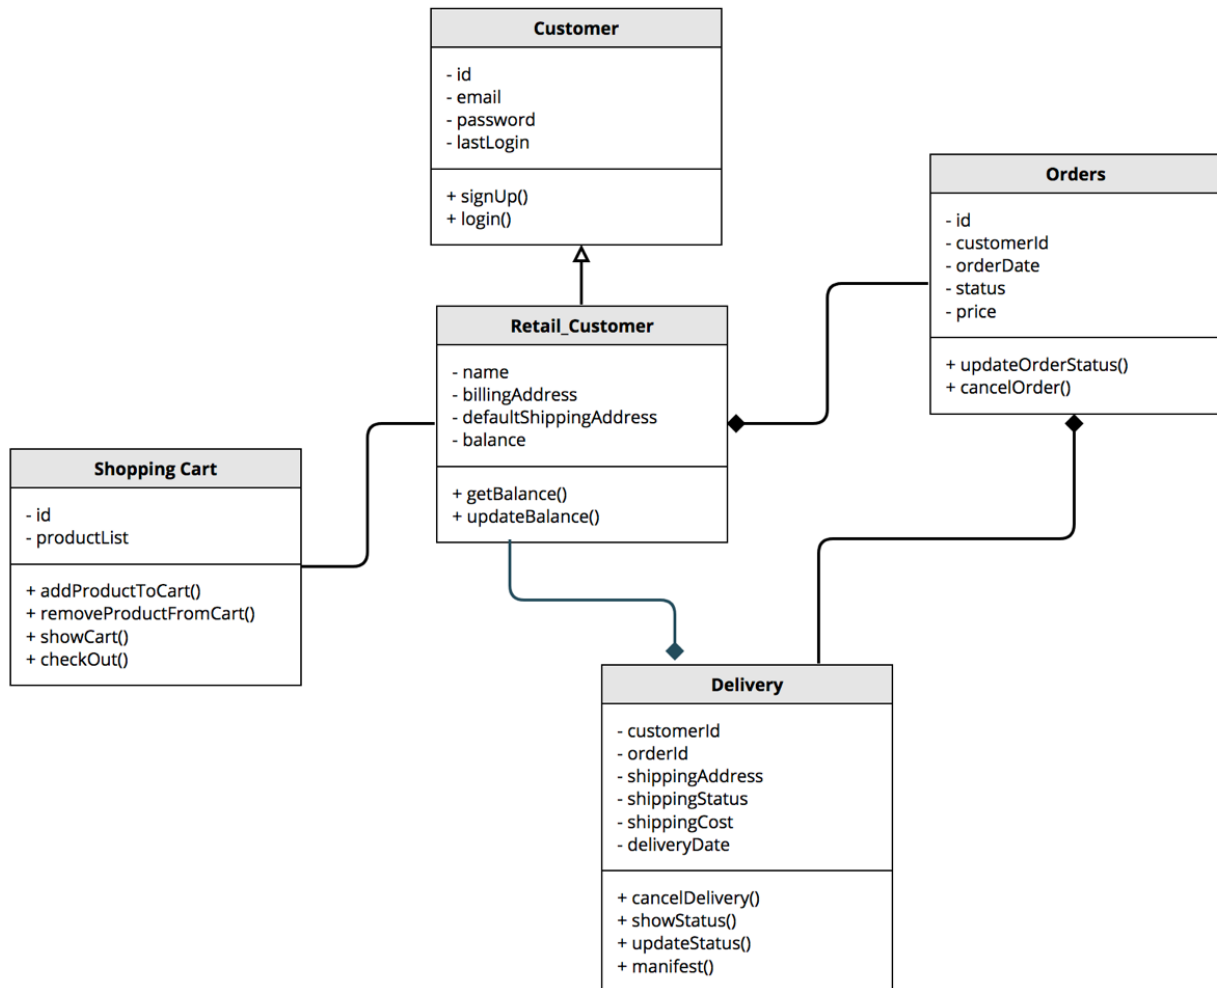 Customer
- id
- email
- password
- lastLogin
+ signUp()
+ login()
Orders
- id
- customerId
- orderDate
- status
- price
+ updateOrderStatus()
+ cancelOrder()
Retail_Customer
- name
- billingAddress
- defaultShippingAddress
- balance
+ getBalance()
+ updateBalance()
Shopping Cart
- id
- productList
+ addProductToCart()
+ removeProductFromCart()
+ showCart()
+ checkOut()
Delivery
- customerId
- orderId
- shippingAddress
- shippingStatus
- shippingCost
- deliveryDate
+ cancelDelivery()
+ showStatus()
+ updateStatus()
+ manifest()